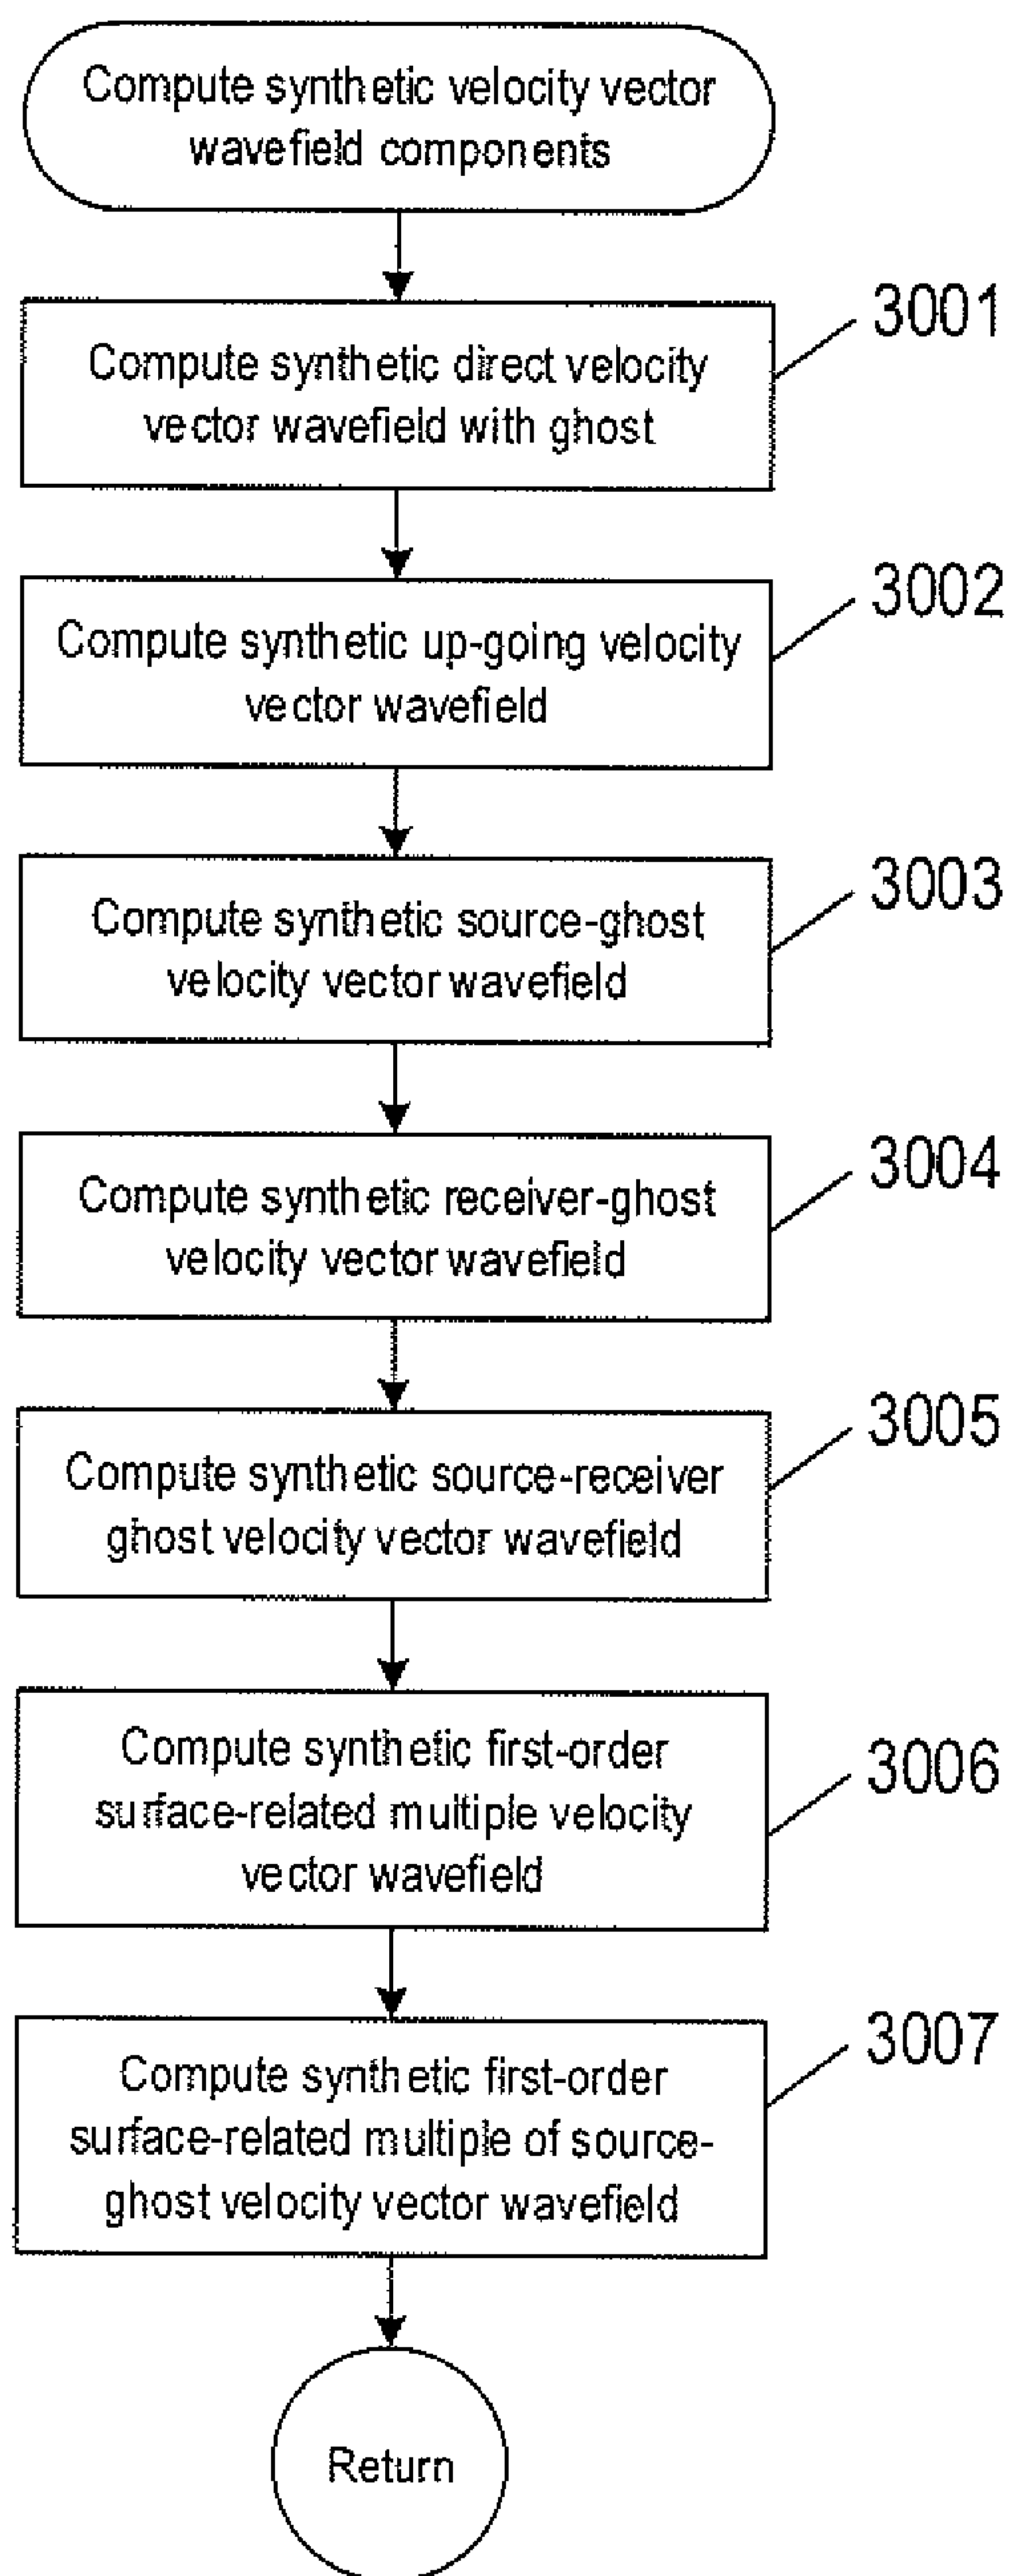 Compute synthetic velocity vector
wavefield components
3001
Compute synthetic direct velocity
vector wavefield with ghost
3002
Compute synthetic up-going velocity
vector wavefield
3003
Compute synthetic source-ghost
velocity vector wavefield
3004
Compute synthetic receiver-ghost
velocity vector wavefield
3005
Compute synthetic source-receiver
ghost velocity vector wavefield
3006
Compute synthetic first-order
surface-related multiple velocity
vector wavefield
3007
Compute synthetic first-order
surface-related multiple of source-
ghost velocity vector wavefield
Return